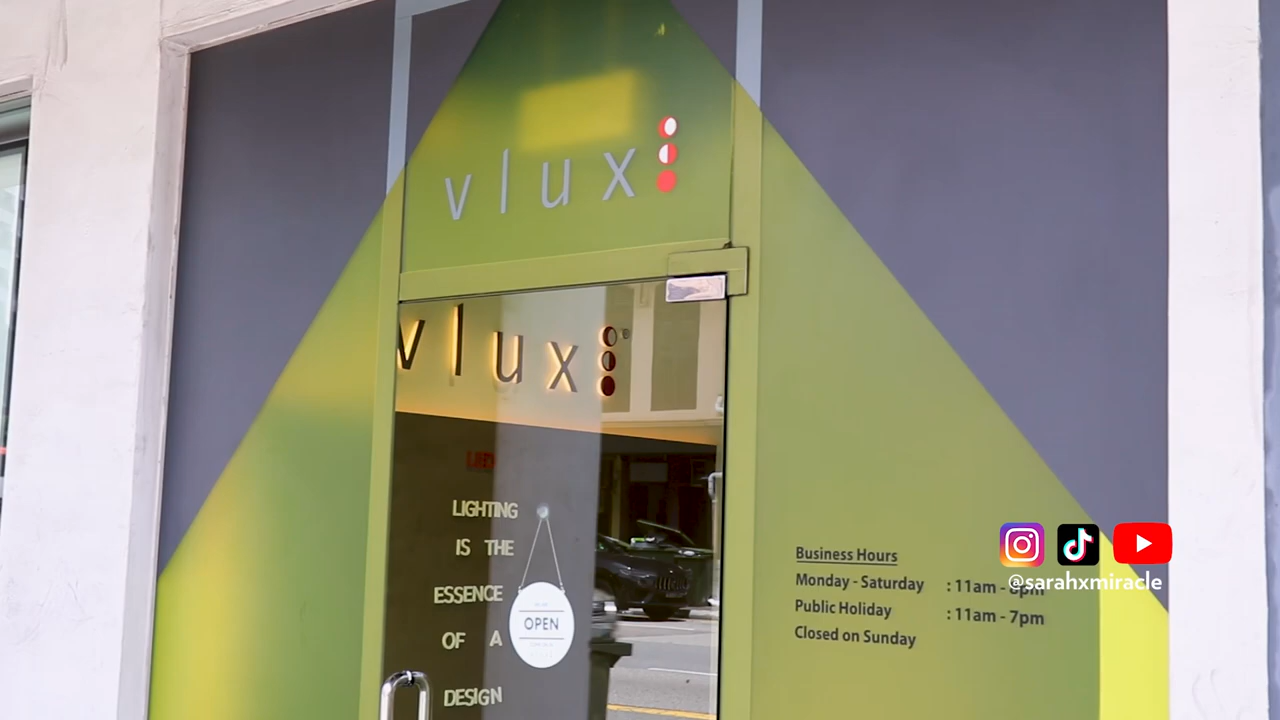 vlux
vlux
LIGHTING
IS THE
ESSENCE
OF A
DESIGN
OPEN
Business Hours
Monday - Saturday : 11am - 8pm
Public Holiday : 11am - 7pm
Closed on Sunday
@sarahxmiracle